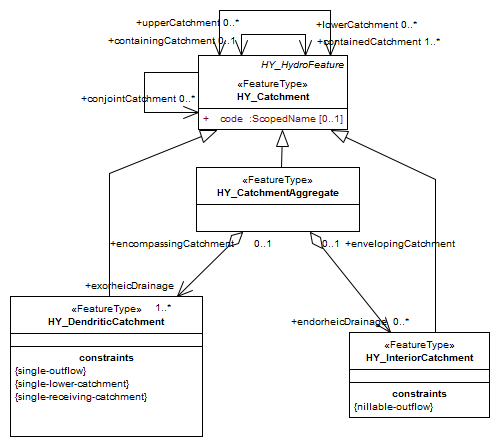 +upperCatchment 0..*
+lowerCatchment 0..*
+containingCatchment 0..1
+containedCatchment 1..*
HY_HydroFeature
«FeatureType»
HY_Catchment
+conjointCatchment 0..*
+ code :ScopedName [0..1]
«FeatureType»
HY_CatchmentAggregate
+encompassingCatchment 0..1
0..1 +envelopingCatchment
+exorheicDrainage
1..*
+endorheicDrainage 0..*
«FeatureType»
HY_DendriticCatchment
constraints
{single-outflow}
{single-lower-catchment}
{single-receiving-catchment}
«FeatureType»
HY_InteriorCatchment
constraints
{nillable-outflow}